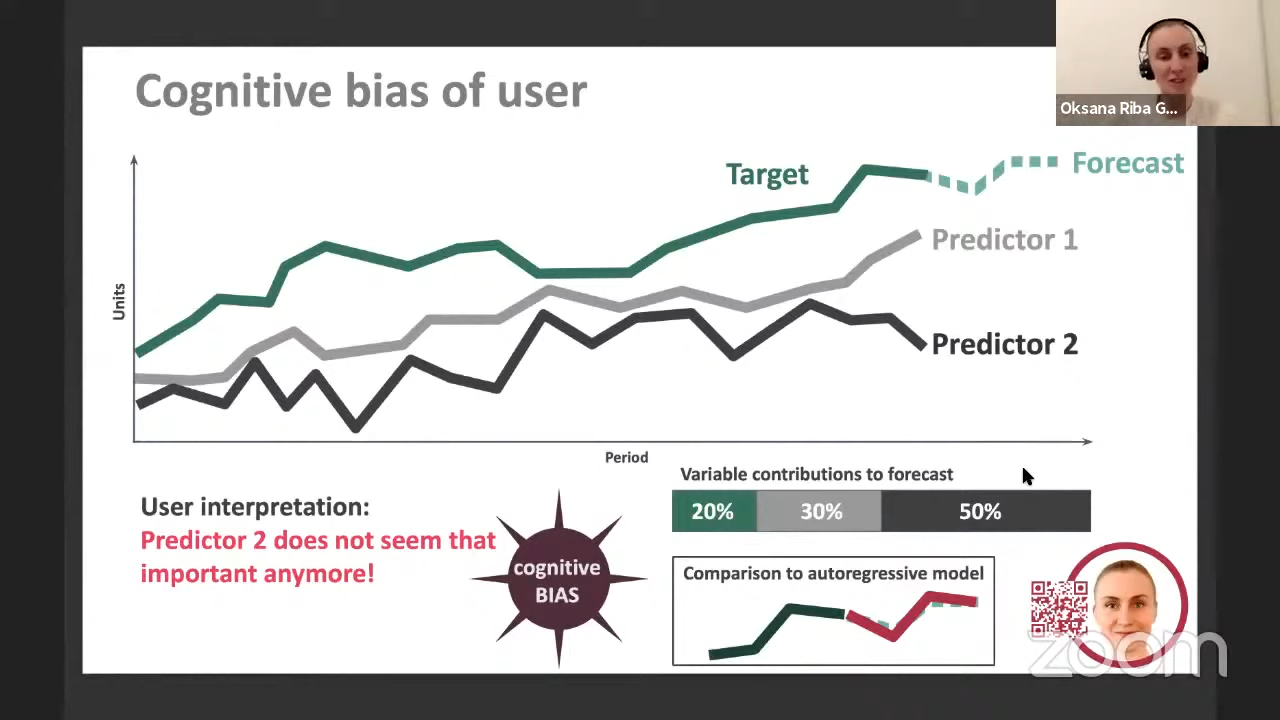 Cognitive bias of user
Oksana Riba G...
Target
Forecast
Predictor 1
Predictor 2
Units
Period
Variable contributions to forecast
20% 30% 50%
User interpretation:
Predictor 2 does not seem that
important anymore!
cognitive
BIAS
Comparison to autoregressive model
zoom